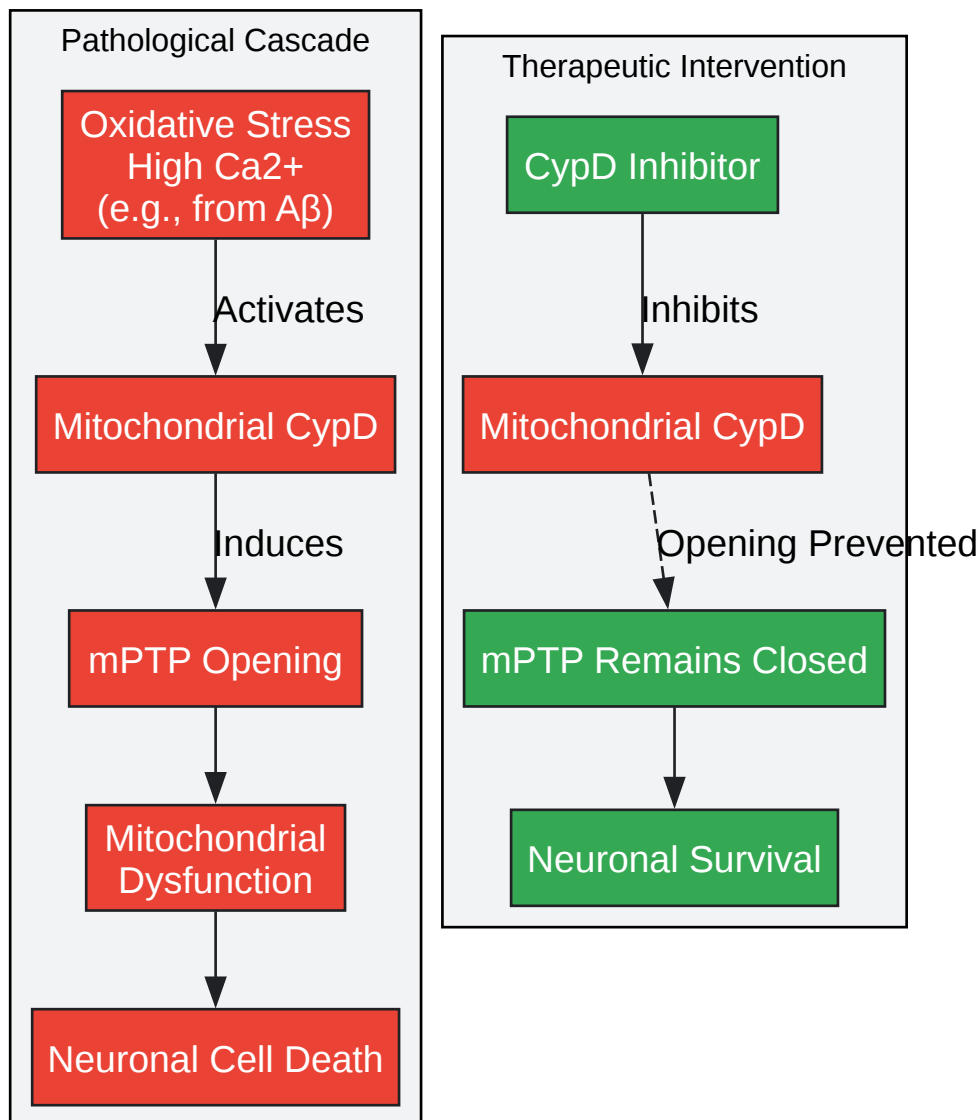 Pathological Cascade
Oxidative Stress
High Ca2+
(e.g., from Aβ)
Activates
Mitochondrial CypD
Induces
mPTP Opening
Mitochondrial
Dysfunction
Neuronal Cell Death
Therapeutic Intervention
CypD Inhibitor
Inhibits
Mitochondrial CypD
Opening Prevented
mPTP Remains Closed
Neuronal Survival